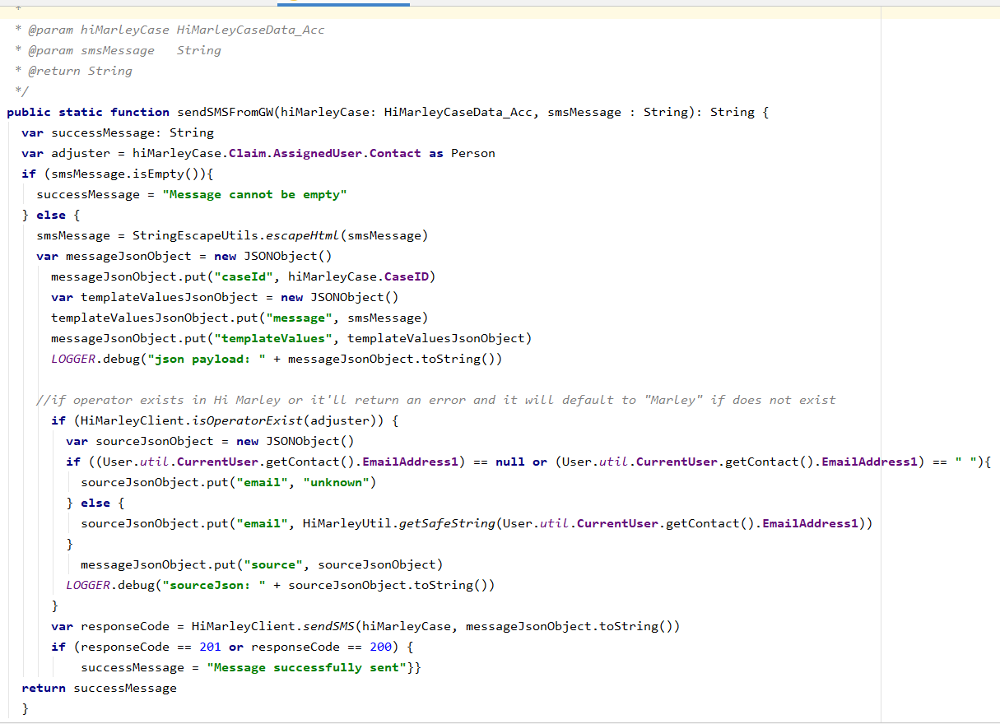 *
* @param hiMarleyCase HiMarleyCaseData_Acc
* @param smsMessage   String
* @return String
*/
public static function sendSMSFromGW(hiMarleyCase: HiMarleyCaseData_Acc, smsMessage : String): String {
  var successMessage: String
  var adjuster = hiMarleyCase.Claim.AssignedUser.Contact as Person
  if (smsMessage.isEmpty()){
    successMessage = "Message cannot be empty"
  } else {
    smsMessage = StringEscapeUtils.escapeHtml(smsMessage)
    var messageJsonObject = new JSONObject()
      messageJsonObject.put("caseId", hiMarleyCase.CaseID)
      var templateValuesJsonObject = new JSONObject()
      templateValuesJsonObject.put("message", smsMessage)
      messageJsonObject.put("templateValues", templateValuesJsonObject)
      LOGGER.debug("json payload: " + messageJsonObject.toString())
    //if operator exists in Hi Marley or it'll return an error and it will default to "Marley" if does not exist
      if (HiMarleyClient.isOperatorExist(adjuster)) {
        var sourceJsonObject = new JSONObject()
        if ((User.util.CurrentUser.getContact().EmailAddress1) == null or (User.util.CurrentUser.getContact().EmailAddress1) == " "){
          sourceJsonObject.put("email", "unknown")
        } else {
          sourceJsonObject.put("email", HiMarleyUtil.getSafeString(User.util.CurrentUser.getContact().EmailAddress1))
        }
          messageJsonObject.put("source", sourceJsonObject)
        LOGGER.debug("sourceJson: " + sourceJsonObject.toString())
      }
      var responseCode = HiMarleyClient.sendSMS(hiMarleyCase, messageJsonObject.toString())
      if (responseCode == 201 or responseCode == 200) {
          successMessage = "Message successfully sent"}}
  return successMessage
  }